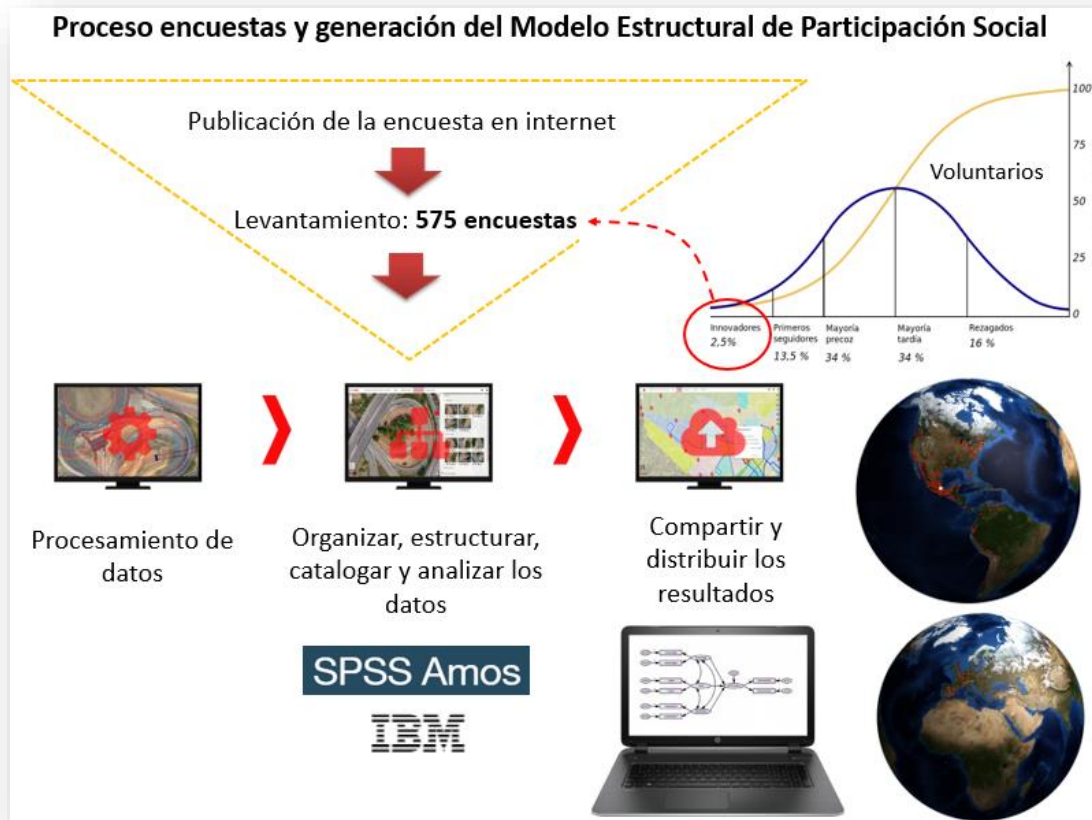 Proceso encuestas y generación del Modelo Estructural de Participación Social
Publicación de la encuesta en internet
Levantamiento: 575 encuestas
Voluntarios
100
75
50
25
0
Innovadores
2,5%
Primeros
seguidores
13,5 %
Mayoría
precoz
34 %
Mayoría
tardía
34 %
Rezagados
16 %
Procesamiento de
datos
Organizar, estructurar,
catalogar y analizar los
datos
Compartir y
distribuir los
resultados
SPSS Amos
IBM